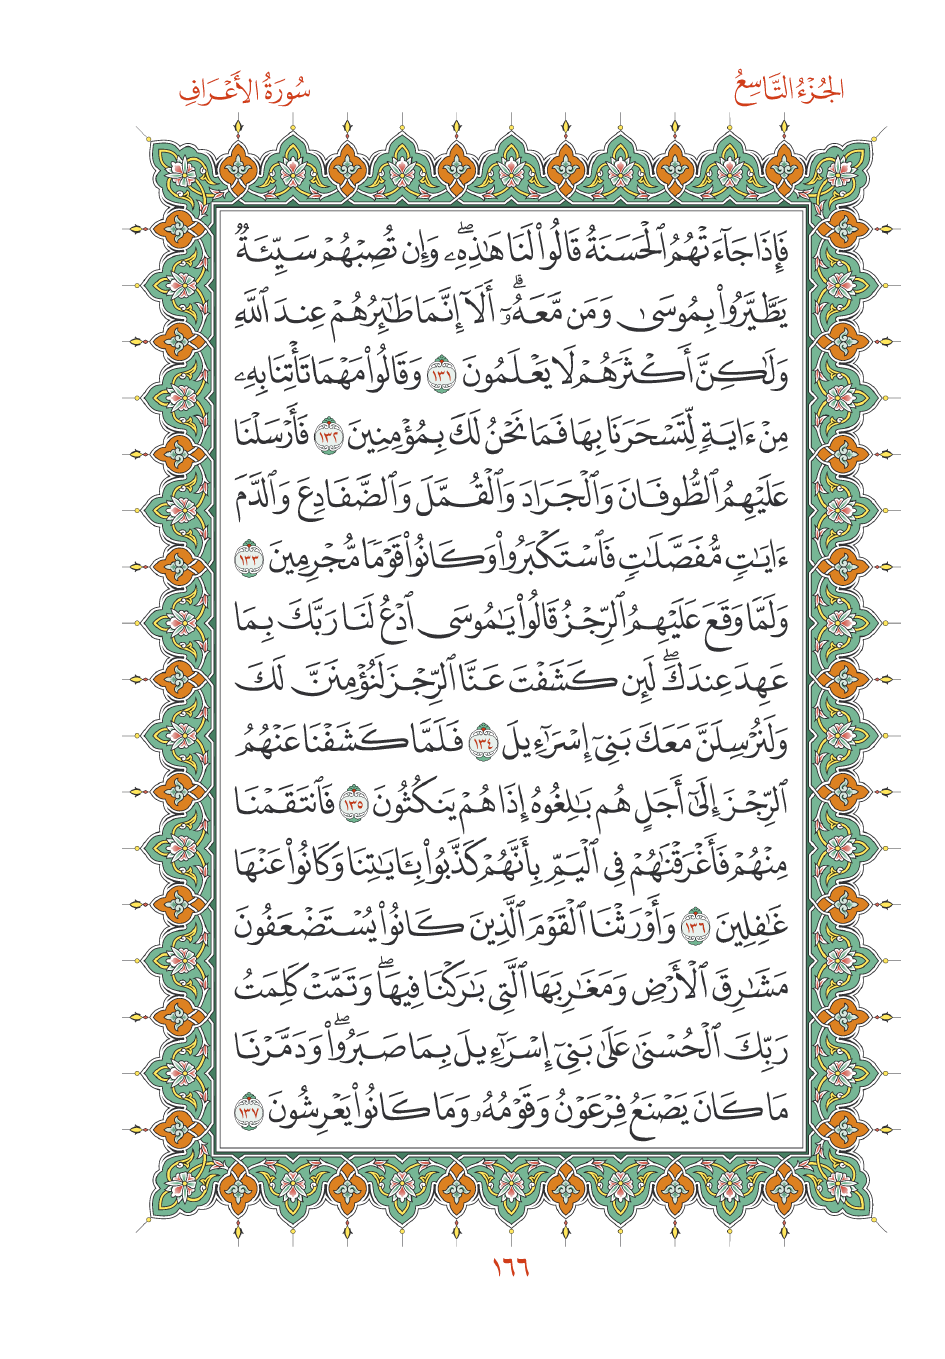 الجُزْءُ التَّاسِعُ
سُورَةُ الأَعْرَافِ
فَإِذَا جَآءَتْهُمُ ٱلْحَسَنَةُ قَالُوا۟ لَنَا هَٰذِهِۦۖ وَإِن تُصِبْهُمْ سَيِّئَةٌ
يَطَّيَّرُوا۟ بِمُوسَىٰ وَمَن مَّعَهُۥٓۗ أَلَآ إِنَّمَا طَٰٓئِرُهُمْ عِندَ ٱللَّهِ
وَلَٰكِنَّ أَكْثَرَهُمْ لَا يَعْلَمُونَ ١٣١ وَقَالُوا۟ مَهْمَا تَأْتِنَا بِهِۦ
مِنْ ءَايَةٍ لِّتَسْحَرَنَا بِهَا فَمَا نَحْنُ لَكَ بِمُؤْمِنِينَ ١٣٢ فَأَرْسَلْنَا
عَلَيْهِمُ ٱلطُّوفَانَ وَٱلْجَرَادَ وَٱلْقُمَّلَ وَٱلضَّفَادِعَ وَٱلدَّمَ
ءَايَٰتٍ مُّفَصَّلَٰتٍ فَٱسْتَكْبَرُوا۟ وَكَانُوا۟ قَوْمًا مُّجْرِمِينَ ١٣٣
وَلَمَّا وَقَعَ عَلَيْهِمُ ٱلرِّجْزُ قَالُوا۟ يَٰمُوسَى ٱدْعُ لَنَا رَبَّكَ بِمَا
عَهِدَ عِندَكَۖ لَئِن كَشَفْتَ عَنَّا ٱلرِّجْزَ لَنُؤْمِنَنَّ لَكَ
وَلَنُرْسِلَنَّ مَعَكَ بَنِىٓ إِسْرَٰٓءِيلَ ١٣٤ فَلَمَّا كَشَفْنَا عَنْهُمُ
ٱلرِّجْزَ إِلَىٰٓ أَجَلٍ هُم بَٰلِغُوهُ إِذَا هُمْ يَنكُثُونَ ١٣٥ فَٱنتَقَمْنَا
مِنْهُمْ فَأَغْرَقْنَٰهُمْ فِى ٱلْيَمِّ بِأَنَّهُمْ كَذَّبُوا۟ بِـَٔايَٰتِنَا وَكَانُوا۟ عَنْهَا
غَٰفِلِينَ ١٣٦ وَأَوْرَثْنَا ٱلْقَوْمَ ٱلَّذِينَ كَانُوا۟ يُسْتَضْعَفُونَ
مَشَٰرِقَ ٱلْأَرْضِ وَمَغَٰرِبَهَا ٱلَّتِى بَٰرَكْنَا فِيهَاۖ وَتَمَّتْ كَلِمَتُ
رَبِّكَ ٱلْحُسْنَىٰ عَلَىٰ بَنِىٓ إِسْرَٰٓءِيلَ بِمَا صَبَرُوا۟ۖ وَدَمَّرْنَا
مَا كَانَ يَصْنَعُ فِرْعَوْنُ وَقَوْمُهُۥ وَمَا كَانُوا۟ يَعْرِشُونَ ١٣٧
١٦٦